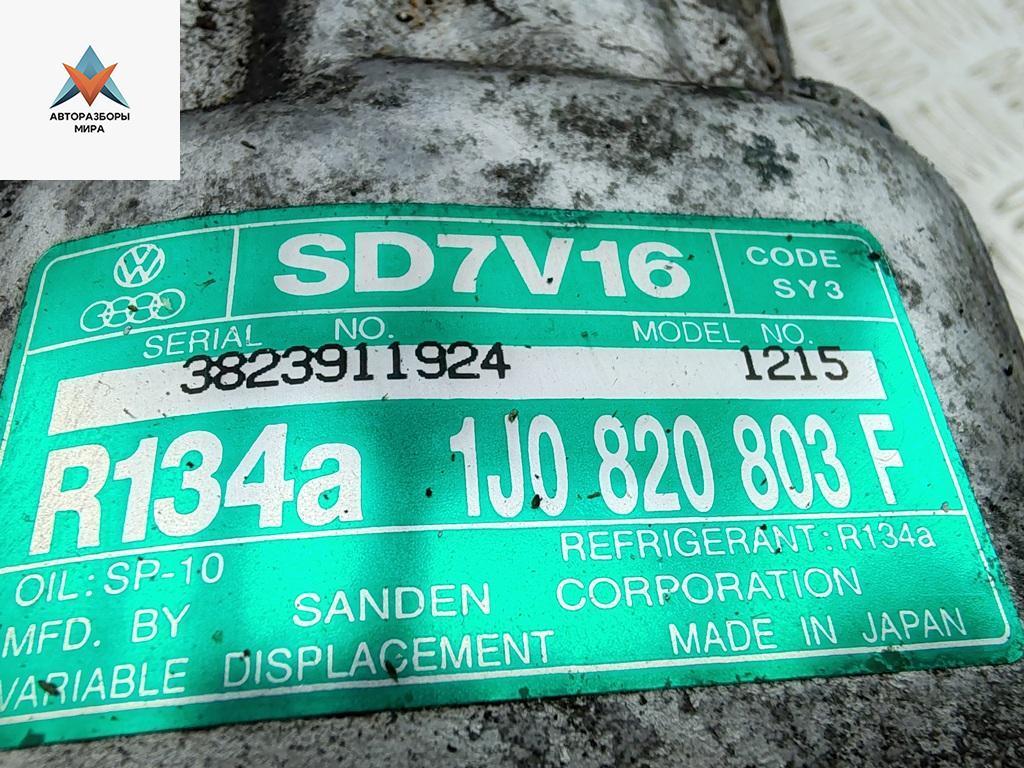 АВТОРАЗБОРЫ
МИРА
SD7V16
CODE
SY3
SERIAL NO.
MODEL NO.
3823911924
1215
R134a 1J0 820 803 F
OIL: SP-10
REFRIGERANT: R134a
MFD. BY SANDEN CORPORATION
VARIABLE DISPLACEMENT MADE IN JAPAN